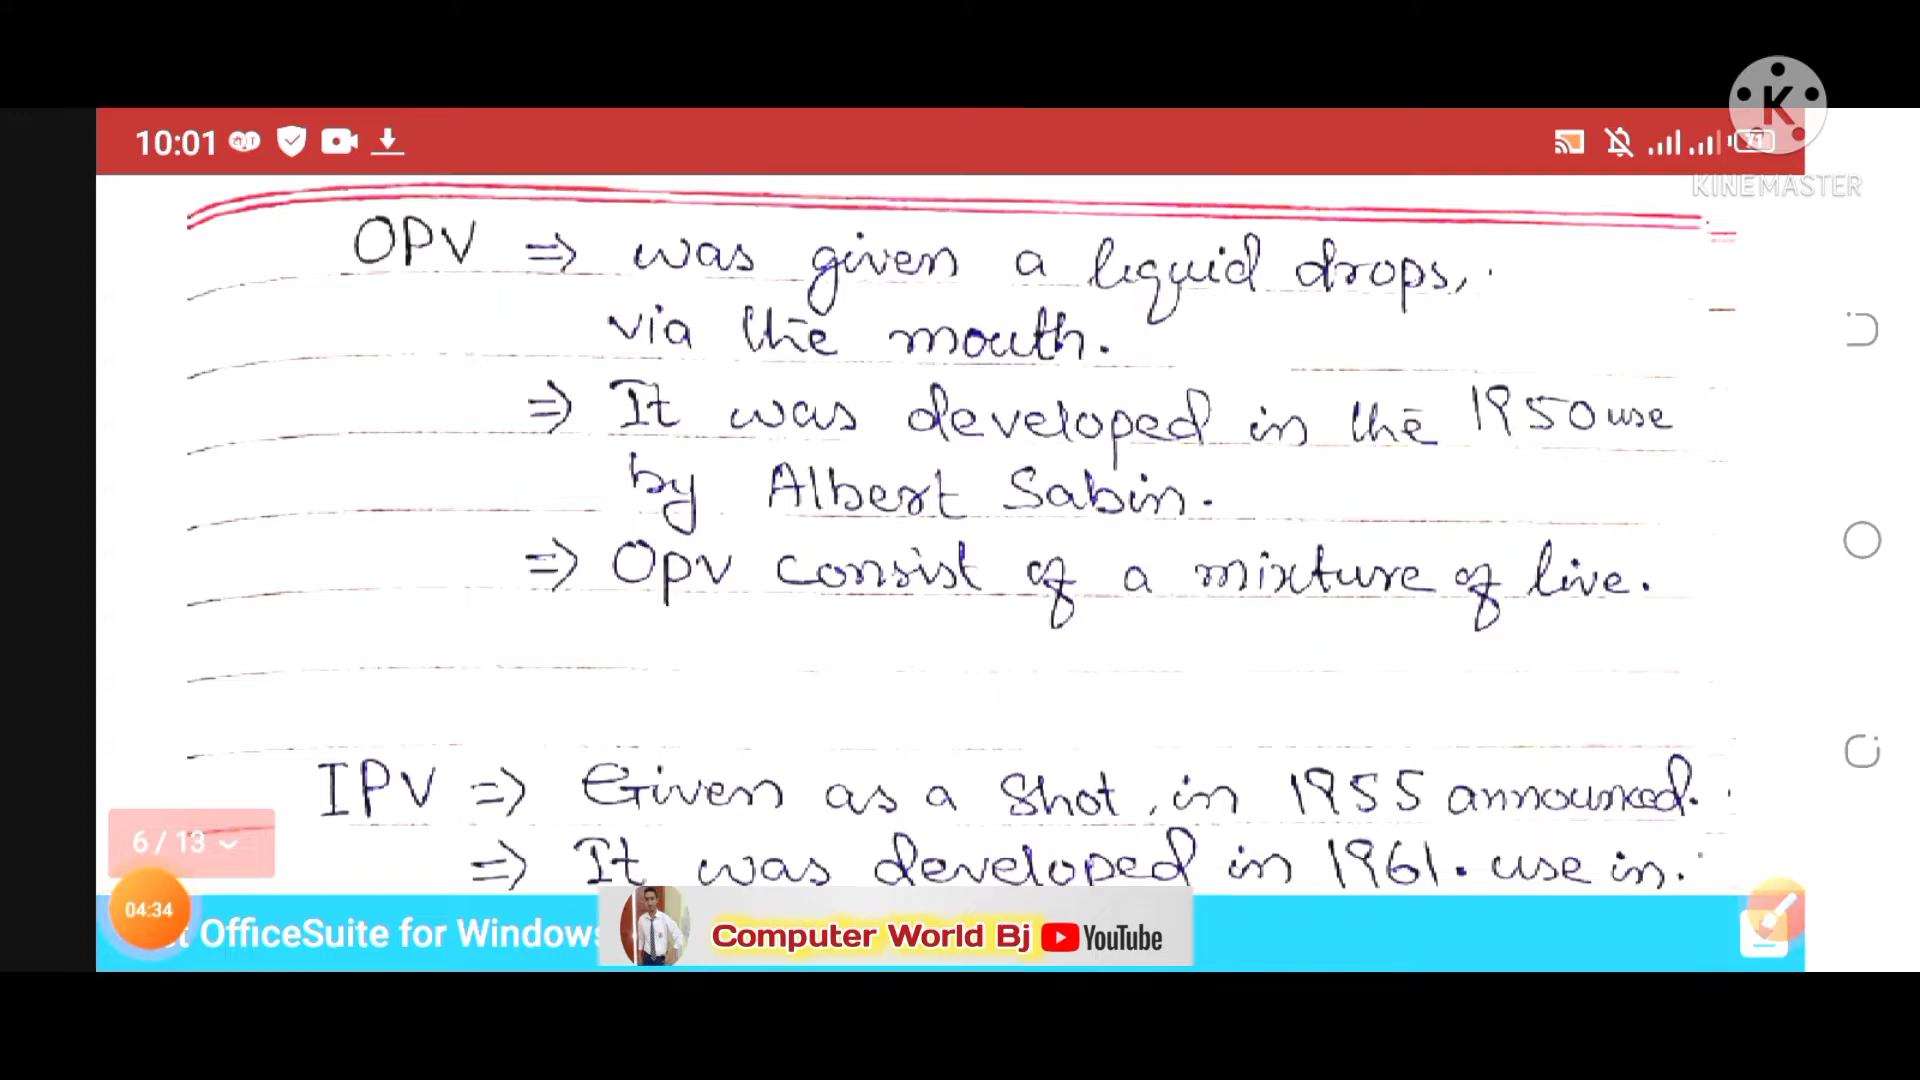 10:01
71
KINEMASTER
OPV ⇒ was given a liquid drops,
via the mouth.
⇒ It was developed in the 1950 use
by Albert Sabin.
⇒ Opv consist of a mixture of live.
IPV ⇒ Given as a shot, in 1955 announced.
⇒ It was developed in 1961. use in.
6 / 13
04:34
t OfficeSuite for Windows
Computer World Bj YouTube